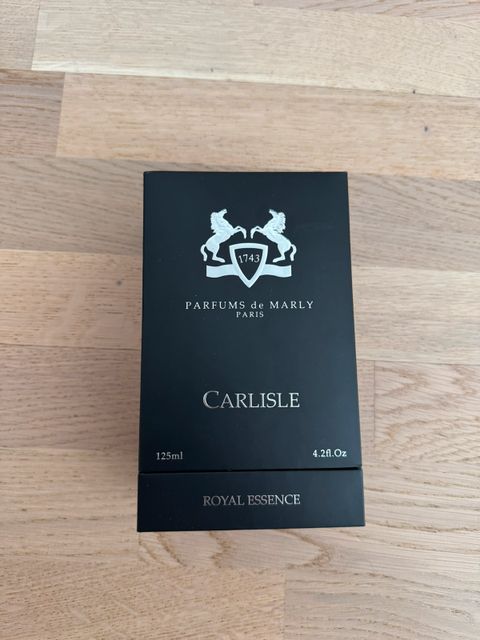 1743
PARFUMS de MARLY
PARIS
CARLISLE
125ml 4.2fl.Oz
ROYAL ESSENCE